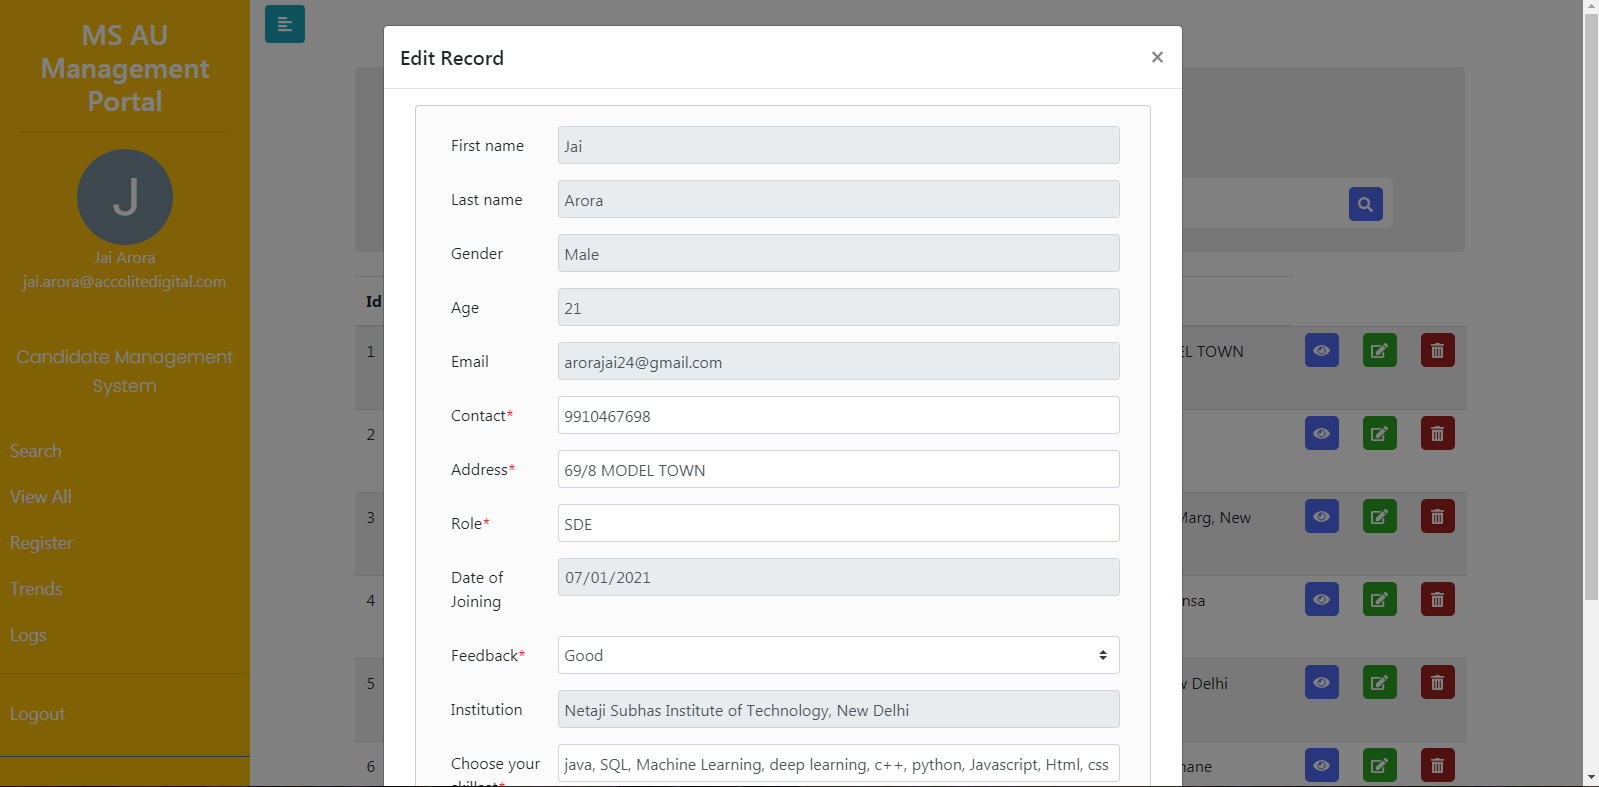 MS AU
Management
Portal
J
Jai Arora
jai.arora@accolitedigital.com
Candidate Management
System
Search
View All
Register
Trends
Logs
Logout
Edit Record
×
First name
Jai
Last name
Arora
Gender
Male
Age
21
Email
arorajai24@gmail.com
Contact*
9910467698
Address*
69/8 MODEL TOWN
Role*
SDE
Date of
Joining
07/01/2021
Feedback*
Good
Institution
Netaji Subhas Institute of Technology, New Delhi
Choose your
skillset*
java, SQL, Machine Learning, deep learning, c++, python, Javascript, Html, css
Id
1
TOWN
2
3
Marg, New
4
5
Delhi
6